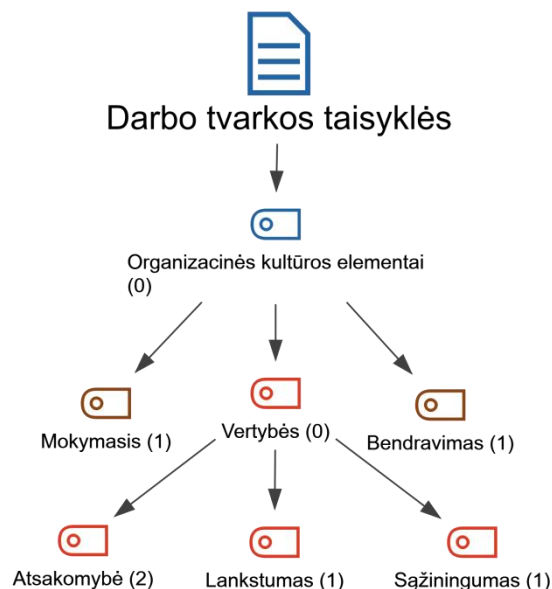 Darbo tvarkos taisyklės
Organizacinės kultūros elementai
(0)
Mokymasis (1)
Vertybės (0)
Bendravimas (1)
Atsakomybė (2)
Lankstumas (1)
Sąžiningumas (1)